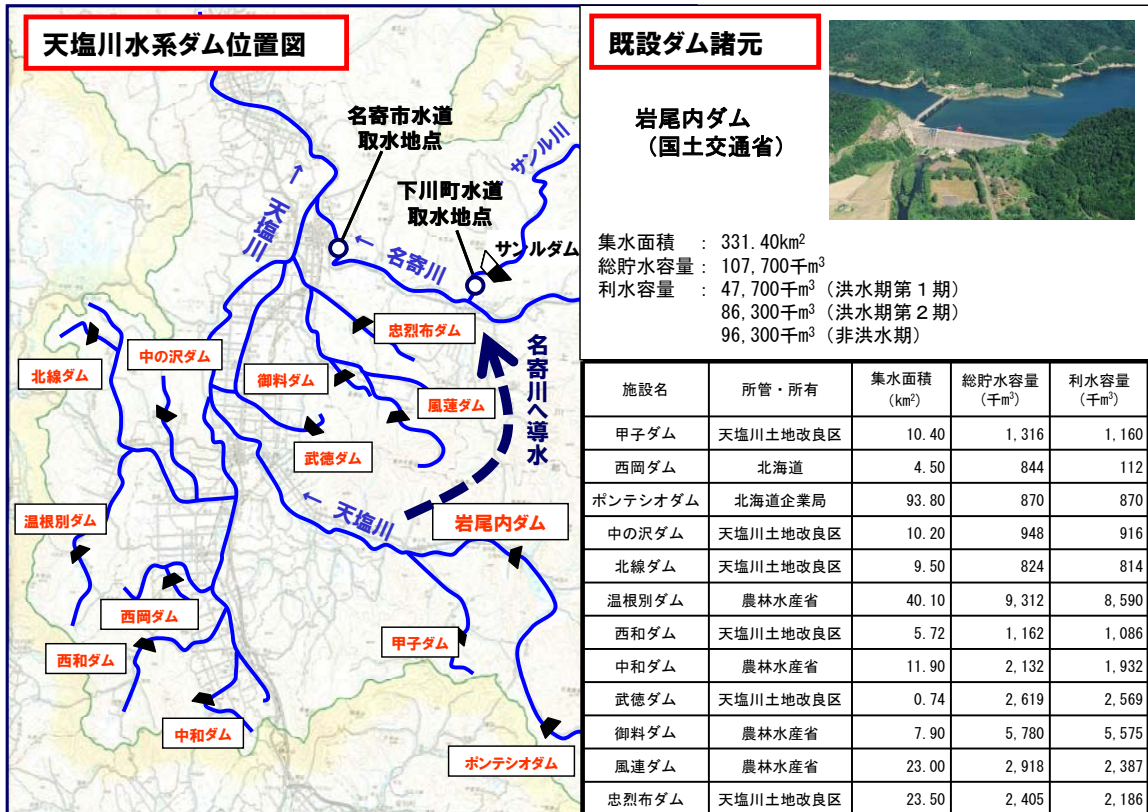 天塩川水系ダム位置図
名寄市水道
取水地点
サンル川
↑
天塩川
下川町水道
取水地点
サンルダム
← 名寄川
忠烈布ダム
中の沢ダム
北線ダム
御料ダム
風蓮ダム
名寄川へ導水
武徳ダム
← 天塩川
岩尾内ダム
温根別ダム
西岡ダム
西和ダム
甲子ダム
中和ダム
ポンテシオダム
既設ダム諸元
岩尾内ダム
(国土交通省)
集水面積 : 331.40km²
総貯水容量 : 107,700千m³
利水容量 : 47,700千m³(洪水期第1期)
86,300千m³(洪水期第2期)
96,300千m³(非洪水期)
施設名 所管・所有 集水面積(km²) 総貯水容量(千m³) 利水容量(千m³)
甲子ダム 天塩川土地改良区 10.40 1,316 1,160
西岡ダム 北海道 4.50 844 112
ポンテシオダム 北海道企業局 93.80 870 870
中の沢ダム 天塩川土地改良区 10.20 948 916
北線ダム 天塩川土地改良区 9.50 824 814
温根別ダム 農林水産省 40.10 9,312 8,590
西和ダム 天塩川土地改良区 5.72 1,162 1,086
中和ダム 農林水産省 11.90 2,132 1,932
武徳ダム 天塩川土地改良区 0.74 2,619 2,569
御料ダム 農林水産省 7.90 5,780 5,575
風連ダム 農林水産省 23.00 2,918 2,387
忠烈布ダム 天塩川土地改良区 23.50 2,405 2,186